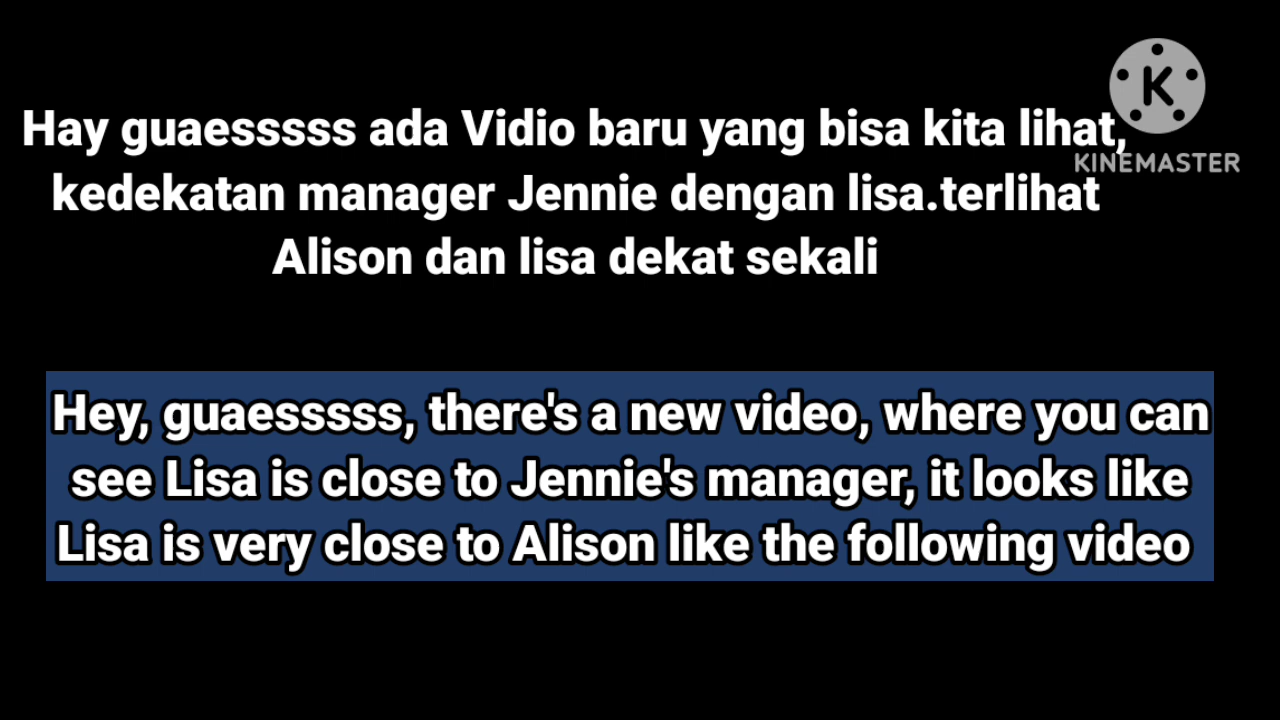 Hay guaesssss ada Vidio baru yang bisa kita lihat,
kedekatan manager Jennie dengan lisa.terlihat
Alison dan lisa dekat sekali
K
KINEMASTER
Hey, guaesssss, there's a new video, where you can
see Lisa is close to Jennie's manager, it looks like
Lisa is very close to Alison like the following video